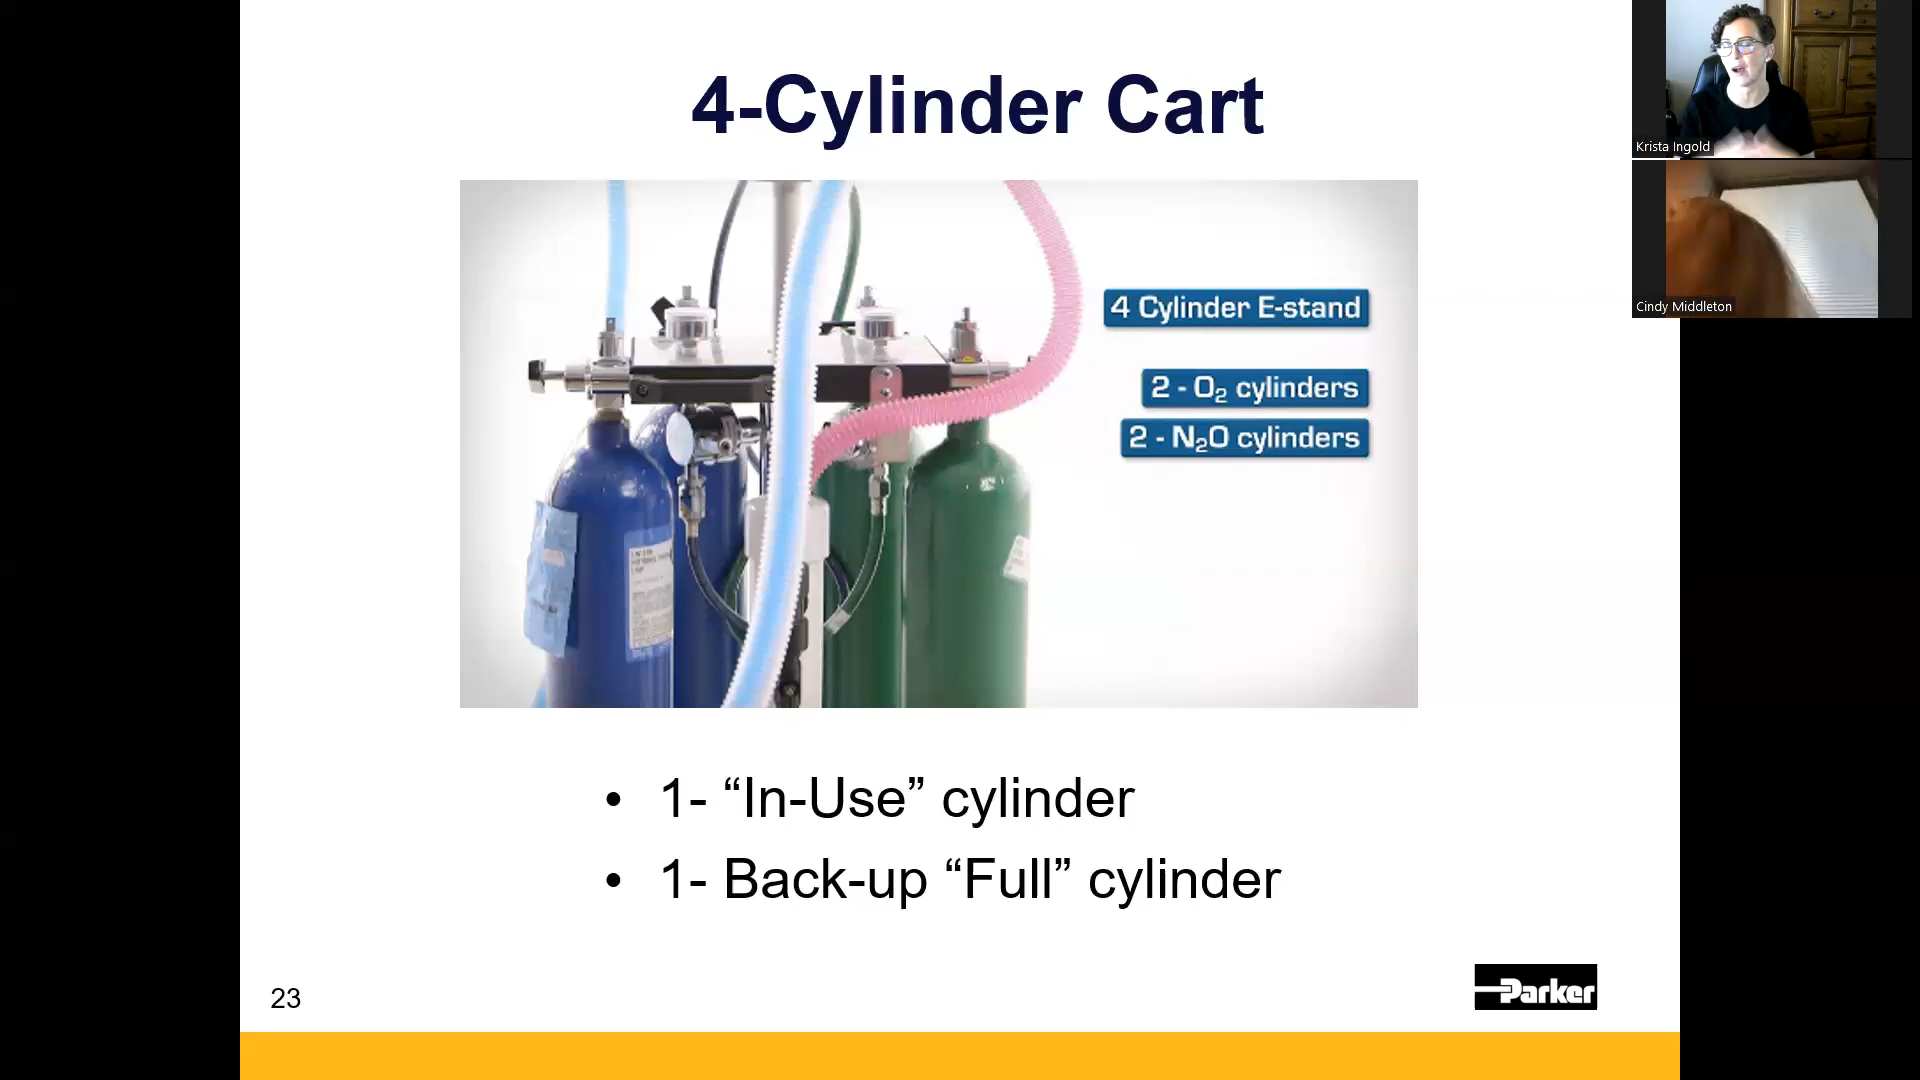 4-Cylinder Cart
4 Cylinder E-stand
2 - O₂ cylinders
2 - N₂O cylinders
• 1- “In-Use” cylinder
• 1- Back-up “Full” cylinder
23
Parker
Krista Ingold
Cindy Middleton